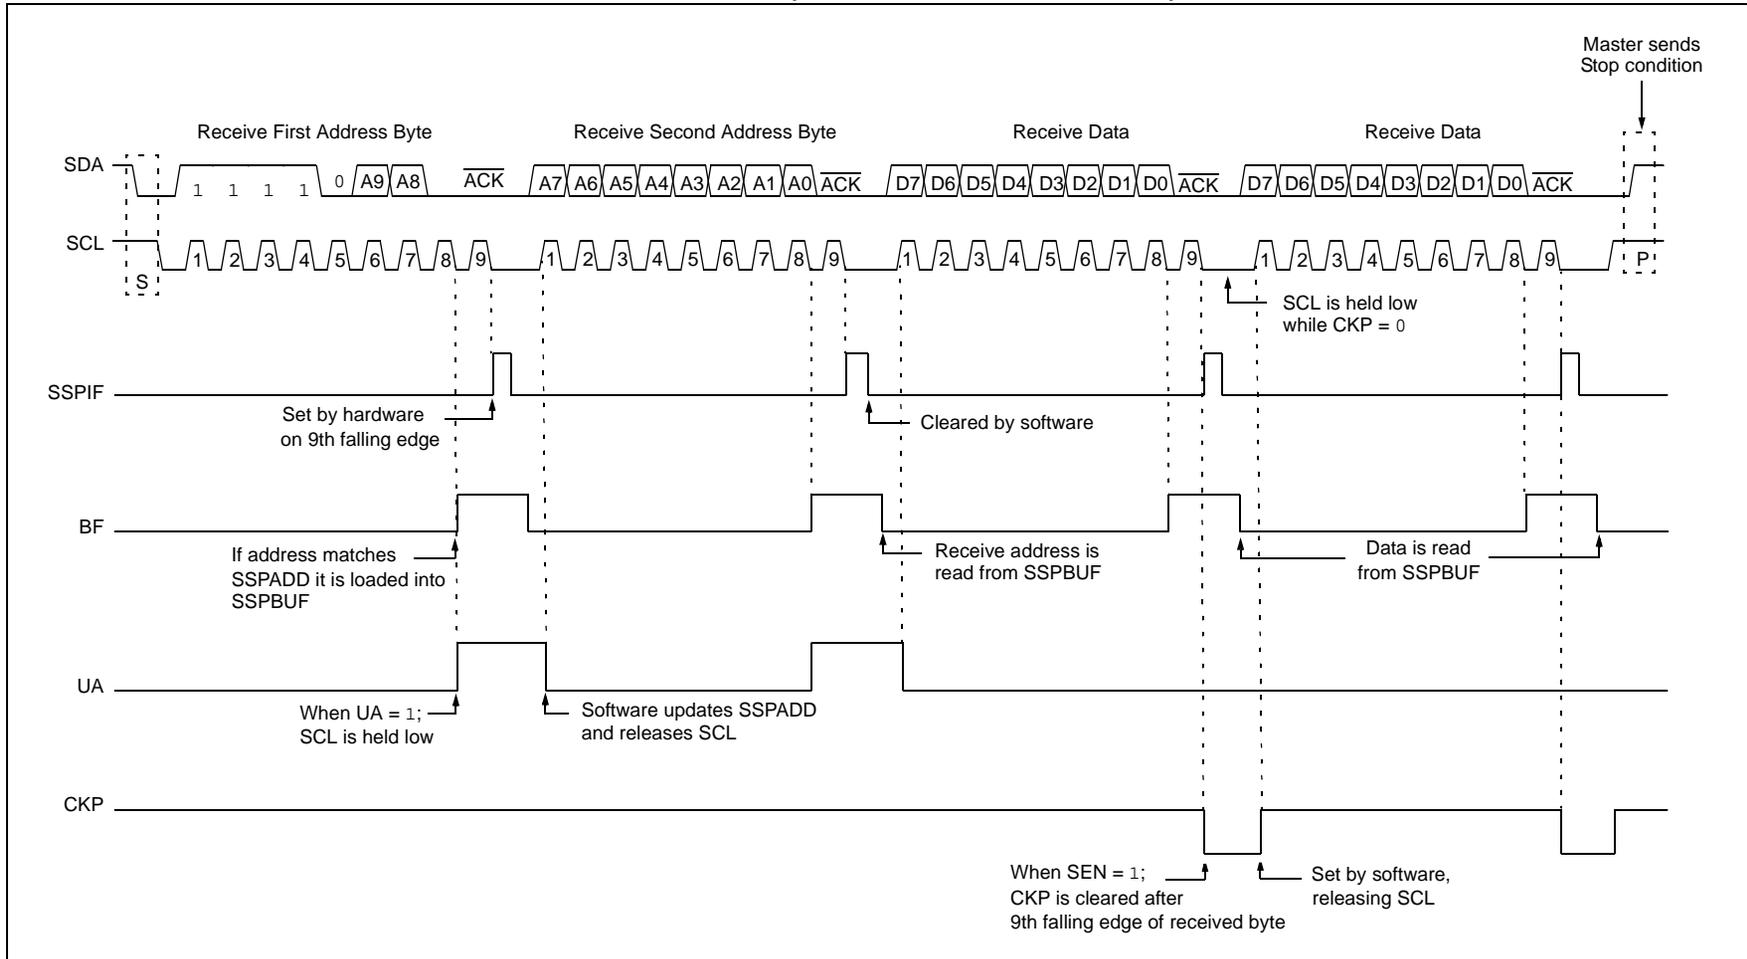 Master sends
Stop condition
Receive First Address Byte
Receive Second Address Byte
Receive Data
Receive Data
SDA
1 1 1 1 0 A9 A8 ACK A7 A6 A5 A4 A3 A2 A1 A0 ACK D7 D6 D5 D4 D3 D2 D1 D0 ACK D7 D6 D5 D4 D3 D2 D1 D0 ACK
SCL
1 2 3 4 5 6 7 8 9 1 2 3 4 5 6 7 8 9 1 2 3 4 5 6 7 8 9 1 2 3 4 5 6 7 8 9
S
P
SCL is held low
while CKP = 0
SSPIF
Set by hardware
on 9th falling edge
Cleared by software
BF
If address matches
SSPADD it is loaded into
SSPBUF
Receive address is
read from SSPBUF
Data is read
from SSPBUF
UA
When UA = 1;
SCL is held low
Software updates SSPADD
and releases SCL
CKP
When SEN = 1;
CKP is cleared after
9th falling edge of received byte
Set by software,
releasing SCL